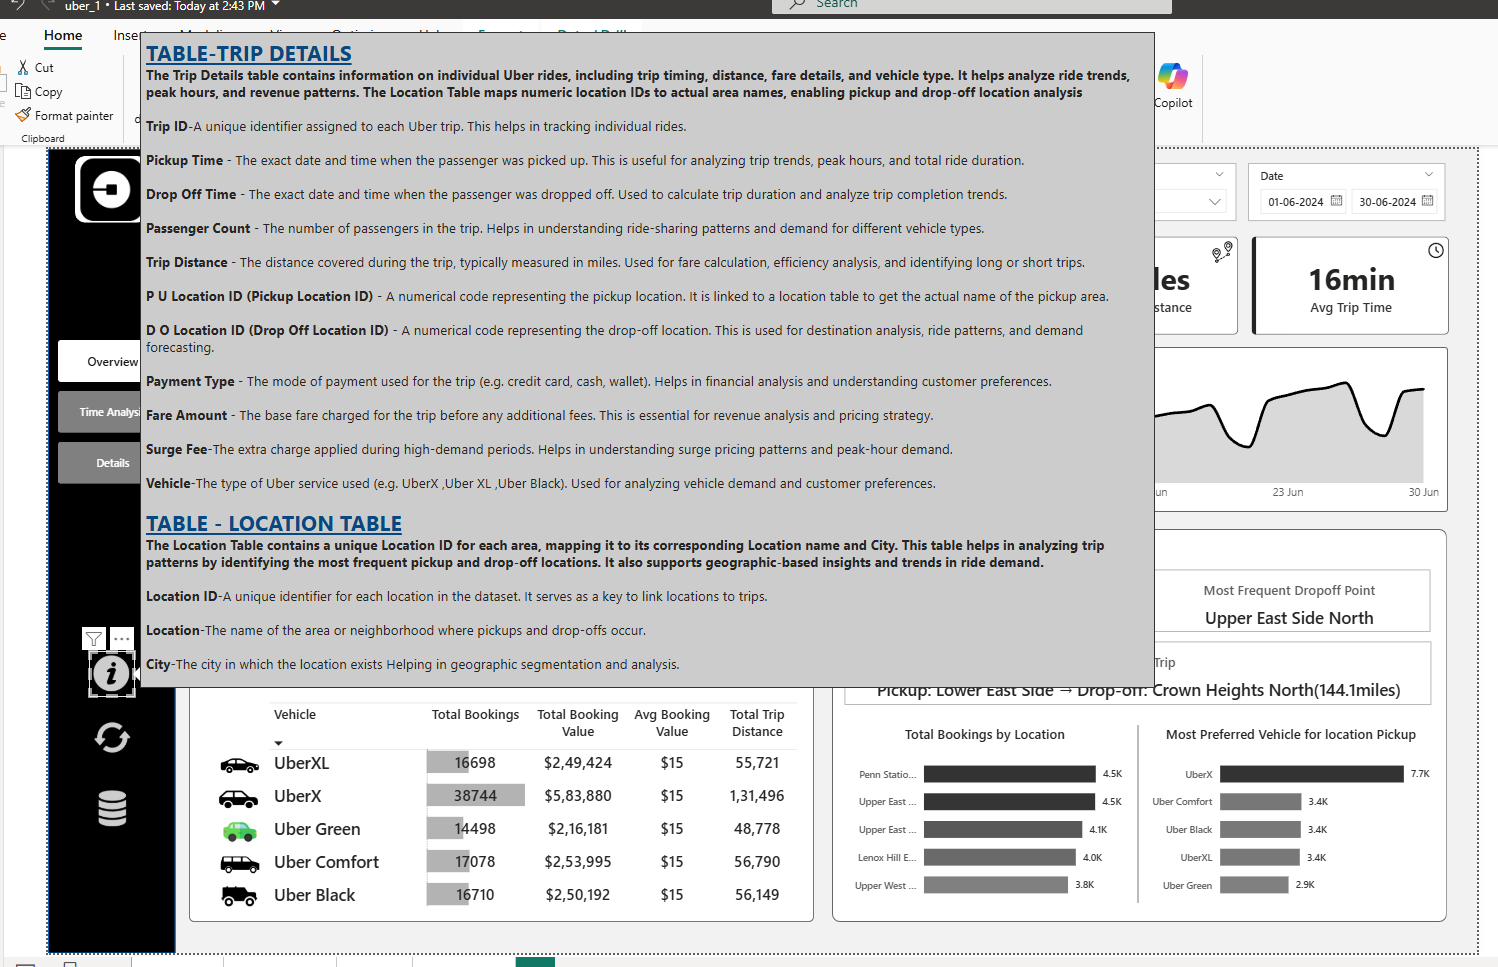 uber_1 • Last saved: Today at 2:43 PM
Search
Home
Cut
Copy
Format painter
Clipboard
Copilot
TABLE-TRIP DETAILS
The Trip Details table contains information on individual Uber rides, including trip timing, distance, fare details, and vehicle type. It helps analyze ride trends,
peak hours, and revenue patterns. The Location Table maps numeric location IDs to actual area names, enabling pickup and drop-off location analysis
Trip ID-A unique identifier assigned to each Uber trip. This helps in tracking individual rides.
Pickup Time - The exact date and time when the passenger was picked up. This is useful for analyzing trip trends, peak hours, and total ride duration.
Drop Off Time - The exact date and time when the passenger was dropped off. Used to calculate trip duration and analyze trip completion trends.
Passenger Count - The number of passengers in the trip. Helps in understanding ride-sharing patterns and demand for different vehicle types.
Trip Distance - The distance covered during the trip, typically measured in miles. Used for fare calculation, efficiency analysis, and identifying long or short trips.
P U Location ID (Pickup Location ID) - A numerical code representing the pickup location. It is linked to a location table to get the actual name of the pickup area.
D O Location ID (Drop Off Location ID) - A numerical code representing the drop-off location. This is used for destination analysis, ride patterns, and demand
forecasting.
Payment Type - The mode of payment used for the trip (e.g. credit card, cash, wallet). Helps in financial analysis and understanding customer preferences.
Fare Amount - The base fare charged for the trip before any additional fees. This is essential for revenue analysis and pricing strategy.
Surge Fee-The extra charge applied during high-demand periods. Helps in understanding surge pricing patterns and peak-hour demand.
Vehicle-The type of Uber service used (e.g. UberX ,Uber XL ,Uber Black). Used for analyzing vehicle demand and customer preferences.
TABLE - LOCATION TABLE
The Location Table contains a unique Location ID for each area, mapping it to its corresponding Location name and City. This table helps in analyzing trip
patterns by identifying the most frequent pickup and drop-off locations. It also supports geographic-based insights and trends in ride demand.
Location ID-A unique identifier for each location in the dataset. It serves as a key to link locations to trips.
Location-The name of the area or neighborhood where pickups and drop-offs occur.
City-The city in which the location exists Helping in geographic segmentation and analysis.
Overview
Time Analysi
Details
Date
01-06-2024 30-06-2024
les
stance
16min
Avg Trip Time
un 23 Jun 30 Jun
Most Frequent Dropoff Point
Upper East Side North
Trip
Pickup: Lower East Side → Drop-off: Crown Heights North(144.1miles)
Vehicle Total Bookings Total Booking Value Avg Booking Value Total Trip Distance
UberXL 16698 $2,49,424 $15 55,721
UberX 38744 $5,83,880 $15 1,31,496
Uber Green 14498 $2,16,181 $15 48,778
Uber Comfort 17078 $2,53,995 $15 56,790
Uber Black 16710 $2,50,192 $15 56,149
Total Bookings by Location
Penn Statio... 4.5K
Upper East ... 4.5K
Upper East ... 4.1K
Lenox Hill E... 4.0K
Upper West ... 3.8K
Most Preferred Vehicle for location Pickup
UberX 7.7K
Uber Comfort 3.4K
Uber Black 3.4K
UberXL 3.4K
Uber Green 2.9K